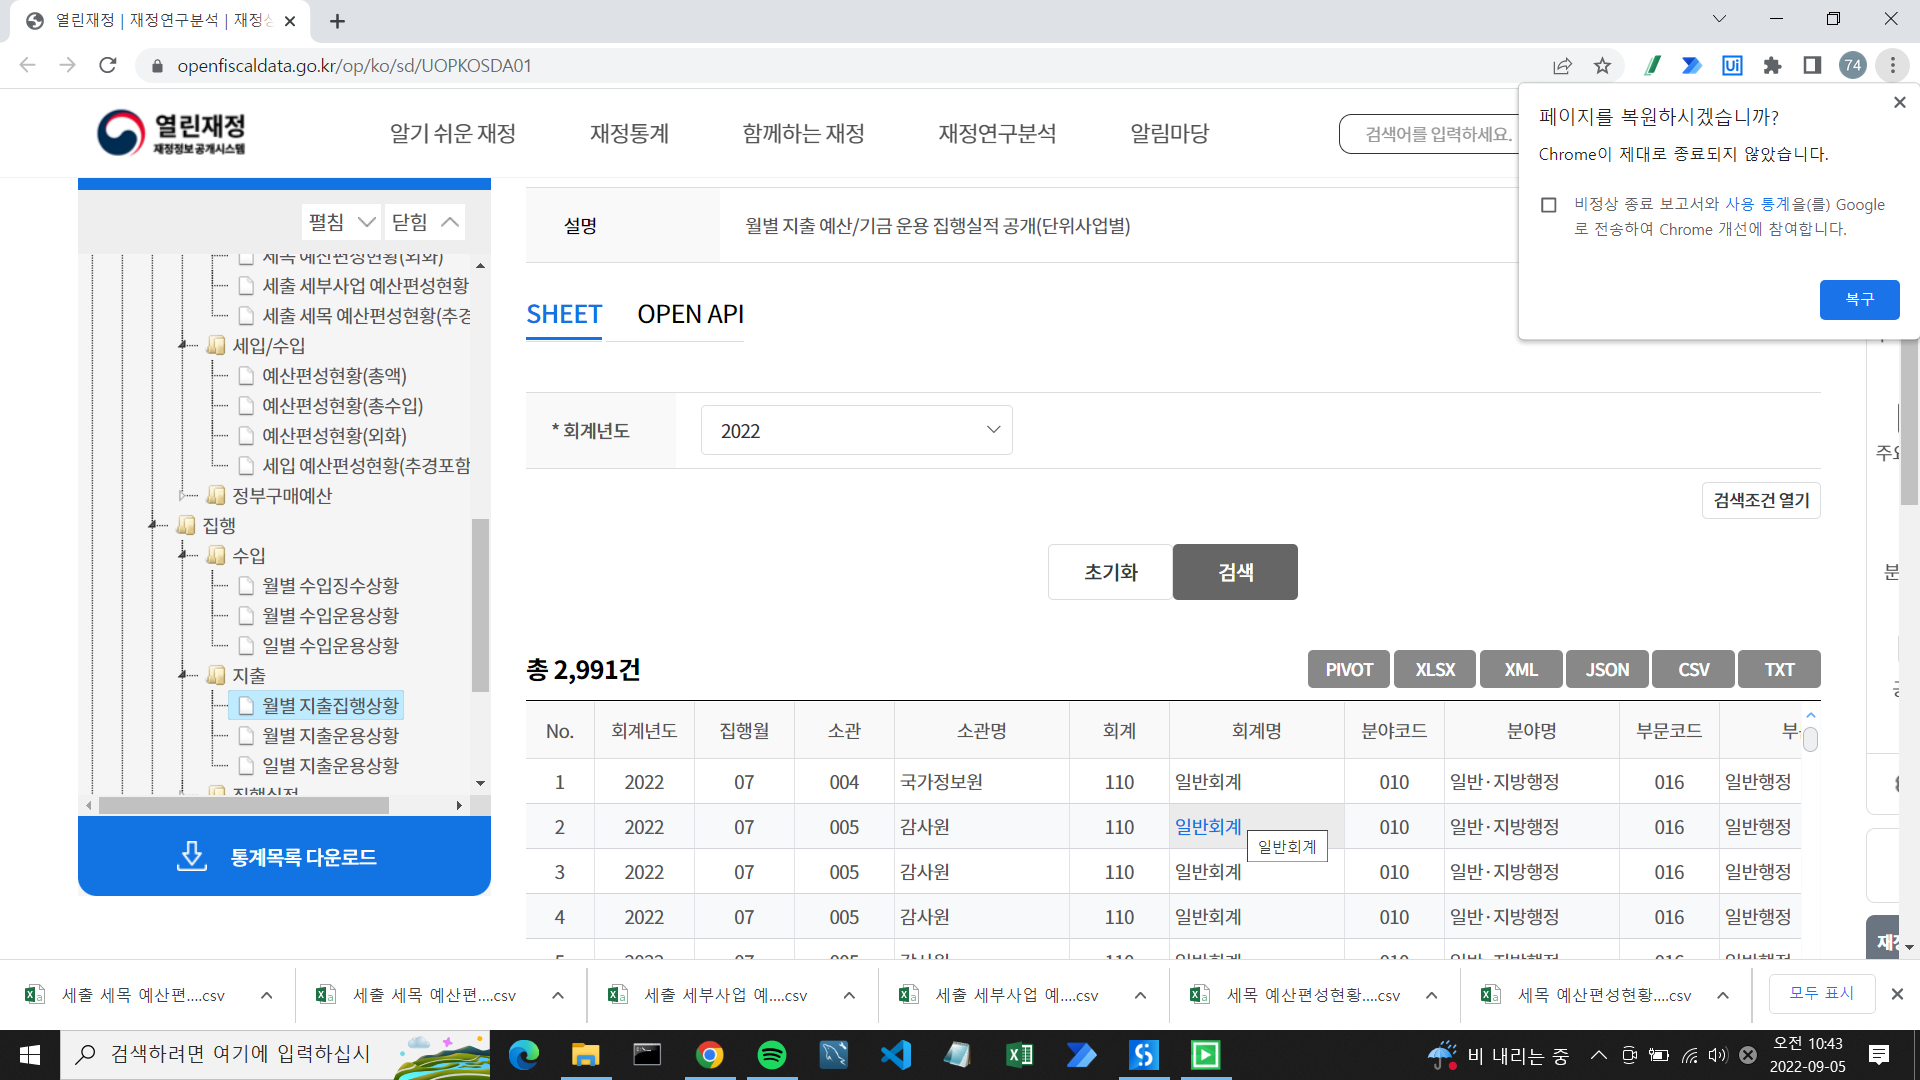 열린재정 | 재정연구분석 | 재정상
openfiscaldata.go.kr/op/ko/sd/UOPKOSDA01
74
열린재정
재정정보공개시스템
알기 쉬운 재정
재정통계
함께하는 재정
재정연구분석
알림마당
검색어를 입력하세요.
페이지를 복원하시겠습니까?
Chrome이 제대로 종료되지 않았습니다.
비정상 종료 보고서와 사용 통계을(를) Google
로 전송하여 Chrome 개선에 참여합니다.
복구
펼침
닫힘
세목 예산편성현황(외화)
세출 세부사업 예산편성현황
세출 세목 예산편성현황(추경
세입/수입
예산편성현황(총액)
예산편성현황(총수입)
예산편성현황(외화)
세입 예산편성현황(추경포함
정부구매예산
집행
수입
월별 수입징수상황
월별 수입운용상황
일별 수입운용상황
지출
월별 지출집행상황
월별 지출운용상황
일별 지출운용상황
집행실적
통계목록 다운로드
설명
월별 지출 예산/기금 운용 집행실적 공개(단위사업별)
SHEET
OPEN API
* 회계년도
2022
검색조건 열기
초기화
검색
총 2,991건
PIVOT
XLSX
XML
JSON
CSV
TXT
No. 회계년도 집행월 소관 소관명 회계 회계명 분야코드 분야명 부문코드 부
1 2022 07 004 국가정보원 110 일반회계 010 일반·지방행정 016 일반행정
2 2022 07 005 감사원 110 일반회계 010 일반·지방행정 016 일반행정
일반회계
3 2022 07 005 감사원 110 일반회계 010 일반·지방행정 016 일반행정
4 2022 07 005 감사원 110 일반회계 010 일반·지방행정 016 일반행정
주요
분
세출 세목 예산편....csv
세출 세목 예산편....csv
세출 세부사업 예....csv
세출 세부사업 예....csv
세목 예산편성현황....csv
세목 예산편성현황....csv
모두 표시
검색하려면 여기에 입력하십시
비 내리는 중
오전 10:43
2022-09-05